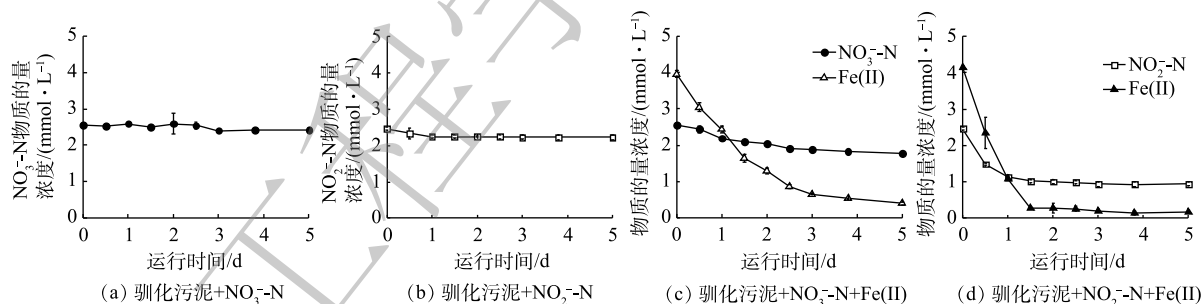 5
4
3
2
1
0
NO₃⁻-N物质的量
浓度/(mmol·L⁻¹)
0 1 2 3 4 5
运行时间/d
(a) 驯化污泥+NO₃⁻-N
5
4
3
2
1
0
NO₂⁻-N物质的量
浓度/(mmol·L⁻¹)
0 1 2 3 4 5
运行时间/d
(b) 驯化污泥+NO₂⁻-N
5
4
3
2
1
0
物质的量浓度/(mmol·L⁻¹)
NO₃⁻-N
Fe(II)
0 1 2 3 4 5
运行时间/d
(c) 驯化污泥+NO₃⁻-N+Fe(II)
5
4
3
2
1
0
物质的量浓度/(mmol·L⁻¹)
NO₂⁻-N
Fe(II)
0 1 2 3 4 5
运行时间/d
(d) 驯化污泥+NO₂⁻-N+Fe(II)
工程学